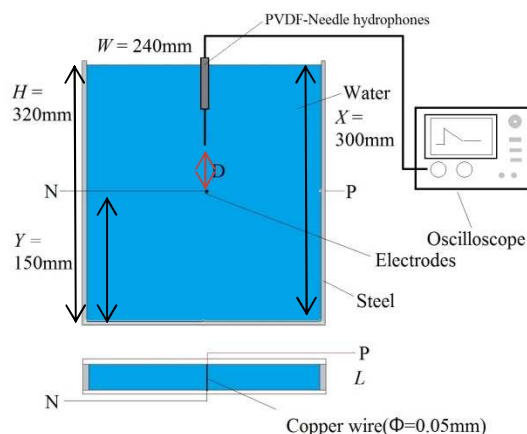 PVDF-Needle hydrophones
W = 240mm
H =
320mm
Water
X =
300mm
D
N
P
Oscilloscope
Y =
150mm
Electrodes
Steel
P
L
N
Copper wire(Φ=0.05mm)